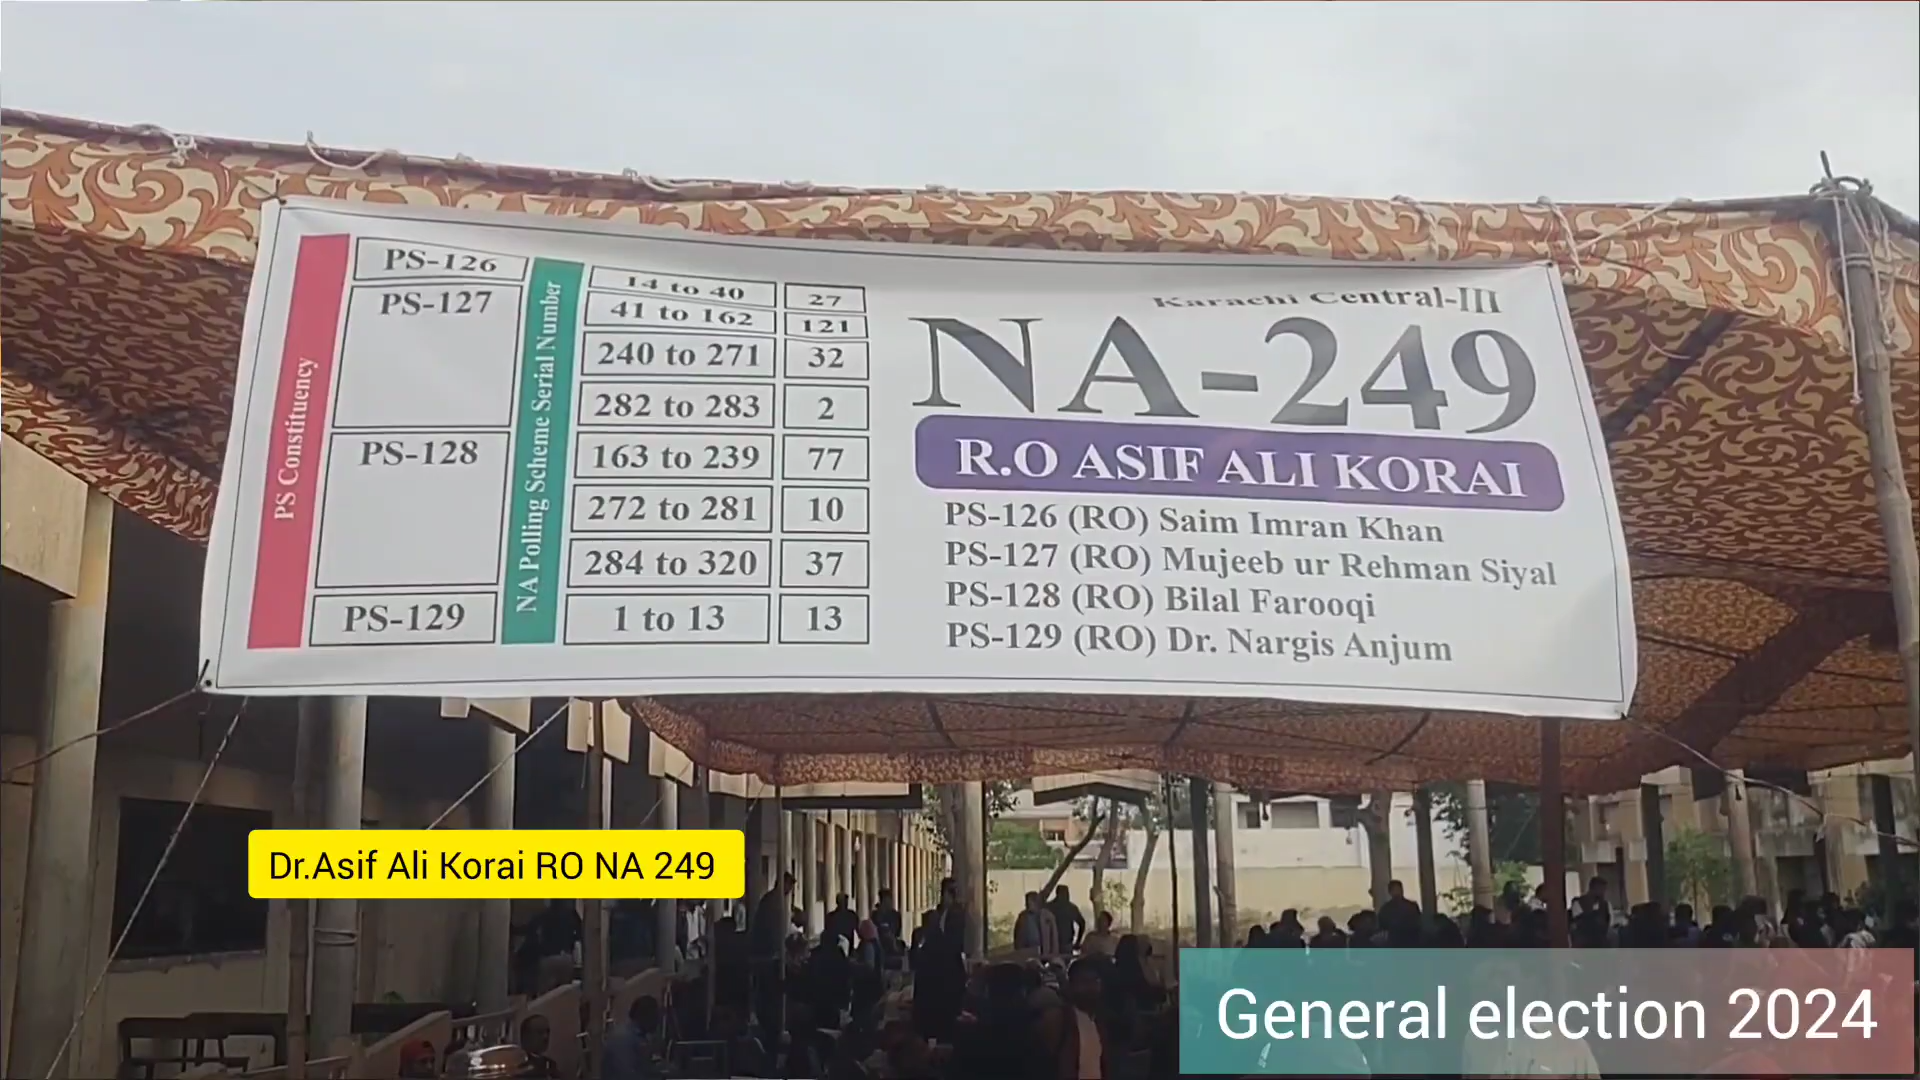 Karachi Central-III
NA-249
R.O ASIF ALI KORAI
PS-126 (RO) Saim Imran Khan
PS-127 (RO) Mujeeb ur Rehman Siyal
PS-128 (RO) Bilal Farooqi
PS-129 (RO) Dr. Nargis Anjum
PS Constituency
PS-126
PS-127
PS-128
PS-129
NA Polling Scheme Serial Number
14 to 40 27
41 to 162 121
240 to 271 32
282 to 283 2
163 to 239 77
272 to 281 10
284 to 320 37
1 to 13 13
Dr.Asif Ali Korai RO NA 249
General election 2024